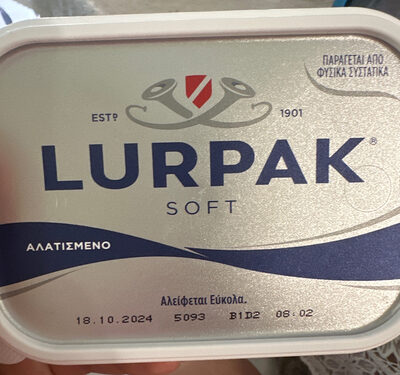 ΠΑΡΑΓΕΤΑΙ ΑΠΟ
ΦΥΣΙΚΑ ΣΥΣΤΑΤΙΚΑ
ESTD 1901
LURPAK®
SOFT
ΑΛΑΤΙΣΜΕΝΟ
Αλείφεται Εύκολα.
18.10.2024 5093 B1D2 08:02